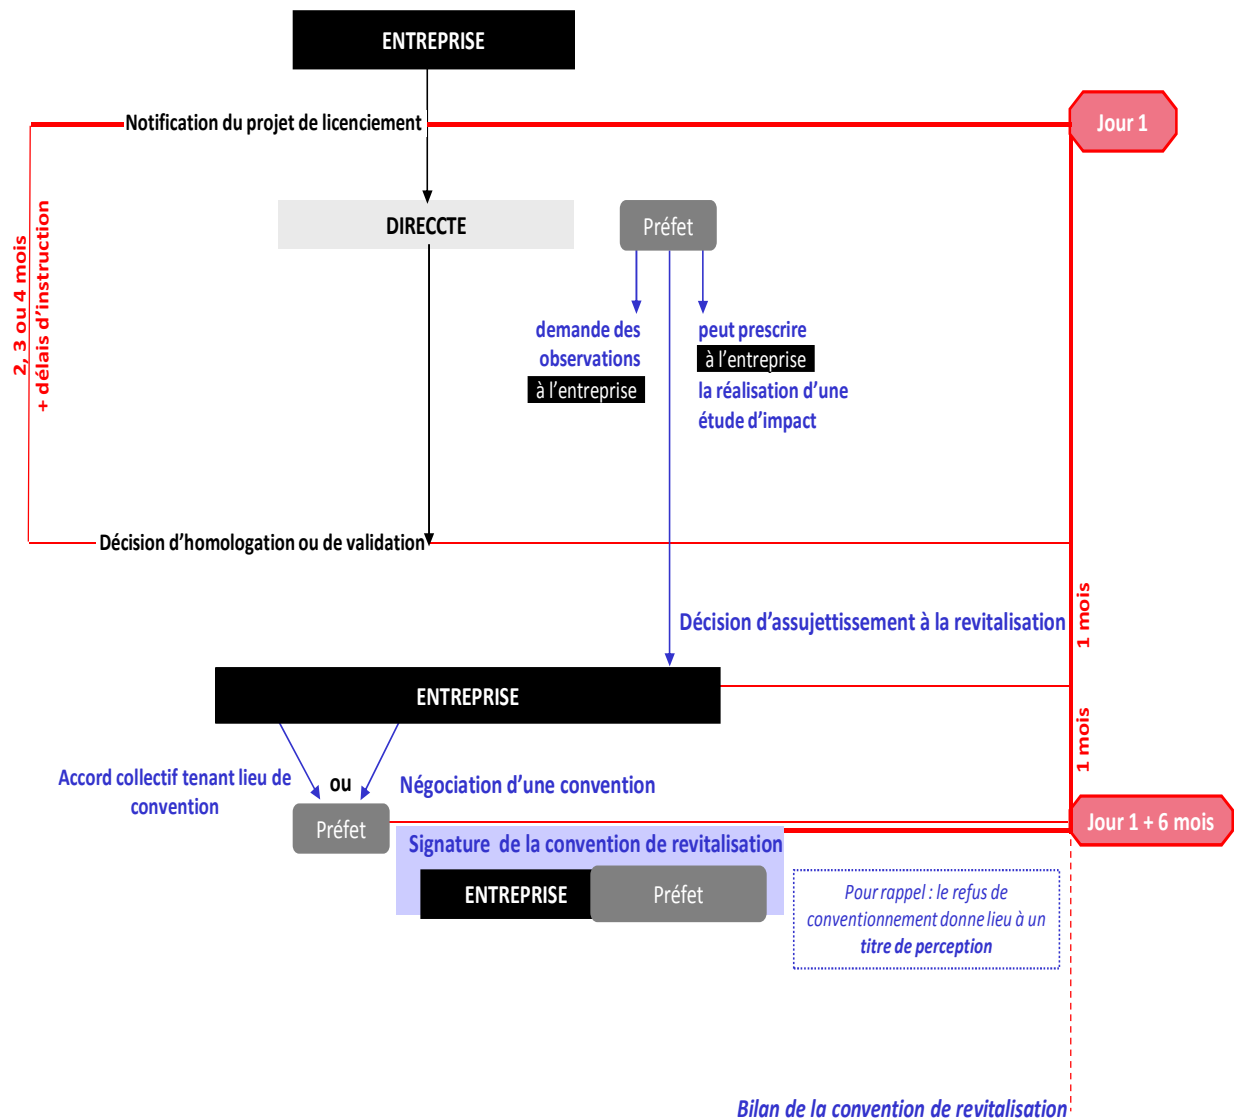 ENTREPRISE
Notification du projet de licenciement
Jour 1
2, 3 ou 4 mois
+ délais d’instruction
DIRECCTE
Préfet
demande des
observations
à l’entreprise
peut prescrire
à l’entreprise
la réalisation d’une
étude d’impact
Décision d’homologation ou de validation
1 mois
Décision d’assujettissement à la revitalisation
ENTREPRISE
1 mois
Accord collectif tenant lieu de
convention
ou
Négociation d’une convention
Préfet
Jour 1 + 6 mois
Signature de la convention de revitalisation
ENTREPRISE
Préfet
Pour rappel : le refus de
conventionnement donne lieu à un
titre de perception
Bilan de la convention de revitalisation